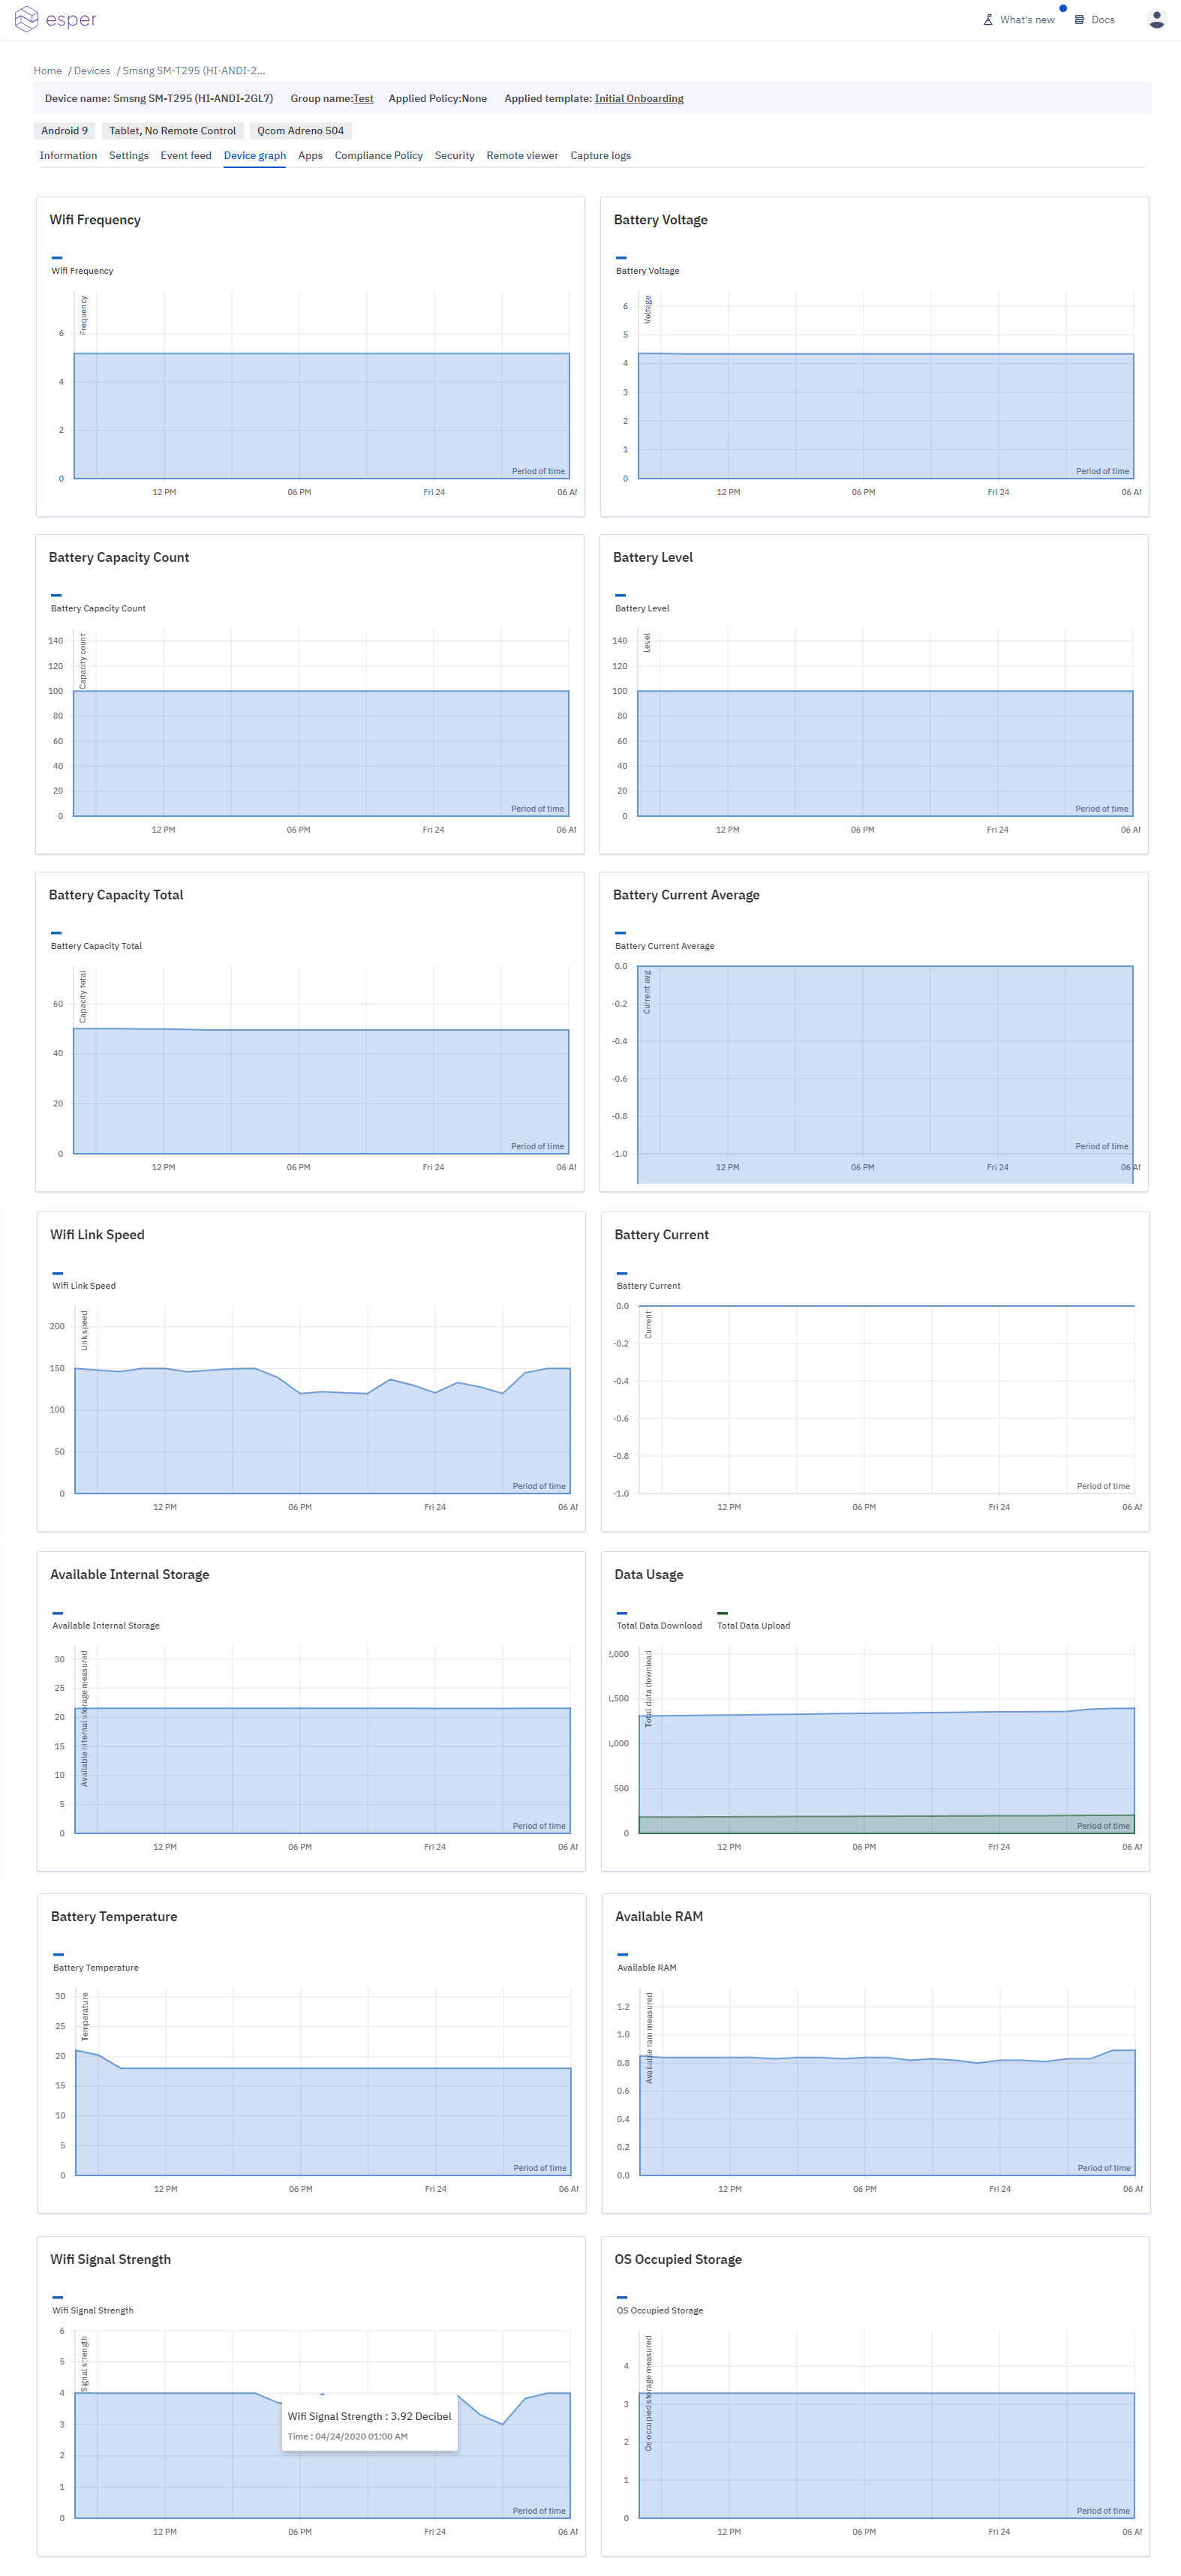 esper
What's new
Docs
Home / Devices / Smsng SM-T295 (HI-ANDI-2...
Device name: Smsng SM-T295 (HI-ANDI-2GL7) Group name:Test Applied Policy:None Applied template: Initial Onboarding
Android 9 Tablet, No Remote Control Qcom Adreno 504
Information Settings Event feed Device graph Apps Compliance Policy Security Remote viewer Capture logs
Wifi Frequency
Wifi Frequency
Frequency
6
4
2
0
Period of time
12 PM 06 PM Fri 24 06 AM
Battery Voltage
Battery Voltage
Voltage
6
5
4
3
2
1
0
Period of time
12 PM 06 PM Fri 24 06 AM
Battery Capacity Count
Battery Capacity Count
Capacity count
140
120
100
80
60
40
20
0
Period of time
12 PM 06 PM Fri 24 06 AM
Battery Level
Battery Level
Level
140
120
100
80
60
40
20
0
Period of time
12 PM 06 PM Fri 24 06 AM
Battery Capacity Total
Battery Capacity Total
Capacity total
60
40
20
0
Period of time
12 PM 06 PM Fri 24 06 AM
Battery Current Average
Battery Current Average
Current avg
0.0
-0.2
-0.4
-0.6
-0.8
-1.0
Period of time
12 PM 06 PM Fri 24 06 AM
Wifi Link Speed
Wifi Link Speed
Link speed
200
150
100
50
0
Period of time
12 PM 06 PM Fri 24 06 AM
Battery Current
Battery Current
Current
0.0
-0.2
-0.4
-0.6
-0.8
-1.0
Period of time
12 PM 06 PM Fri 24 06 AM
Available Internal Storage
Available Internal Storage
Available internal storage measured
30
25
20
15
10
5
0
Period of time
12 PM 06 PM Fri 24 06 AM
Data Usage
Total Data Download Total Data Upload
Total data download
2,000
1,500
1,000
500
0
Period of time
12 PM 06 PM Fri 24 06 AM
Battery Temperature
Battery Temperature
Temperature
30
25
20
15
10
5
0
Period of time
12 PM 06 PM Fri 24 06 AM
Available RAM
Available RAM
Available ram measured
1.2
1.0
0.8
0.6
0.4
0.2
0.0
Period of time
12 PM 06 PM Fri 24 06 AM
Wifi Signal Strength
Wifi Signal Strength
Signal strength
6
5
4
3
2
1
0
Wifi Signal Strength : 3.92 Decibel
Time : 04/24/2020 01:00 AM
Period of time
12 PM 06 PM Fri 24 06 AM
OS Occupied Storage
OS Occupied Storage
Os occupied storage measured
4
3
2
1
0
Period of time
12 PM 06 PM Fri 24 06 AM